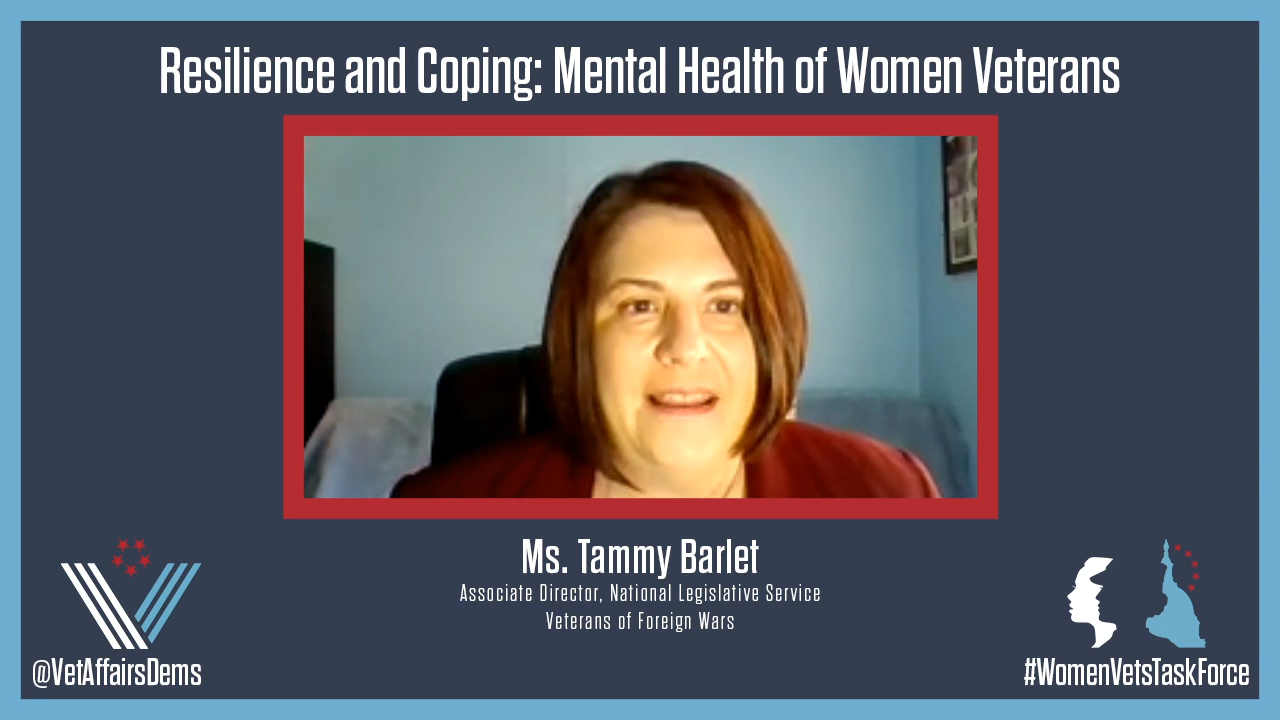 Resilience and Coping: Mental Health of Women Veterans
Ms. Tammy Barlet
Associate Director, National Legislative Service
Veterans of Foreign Wars
@VetAffairsDems
#WomenVetsTaskForce